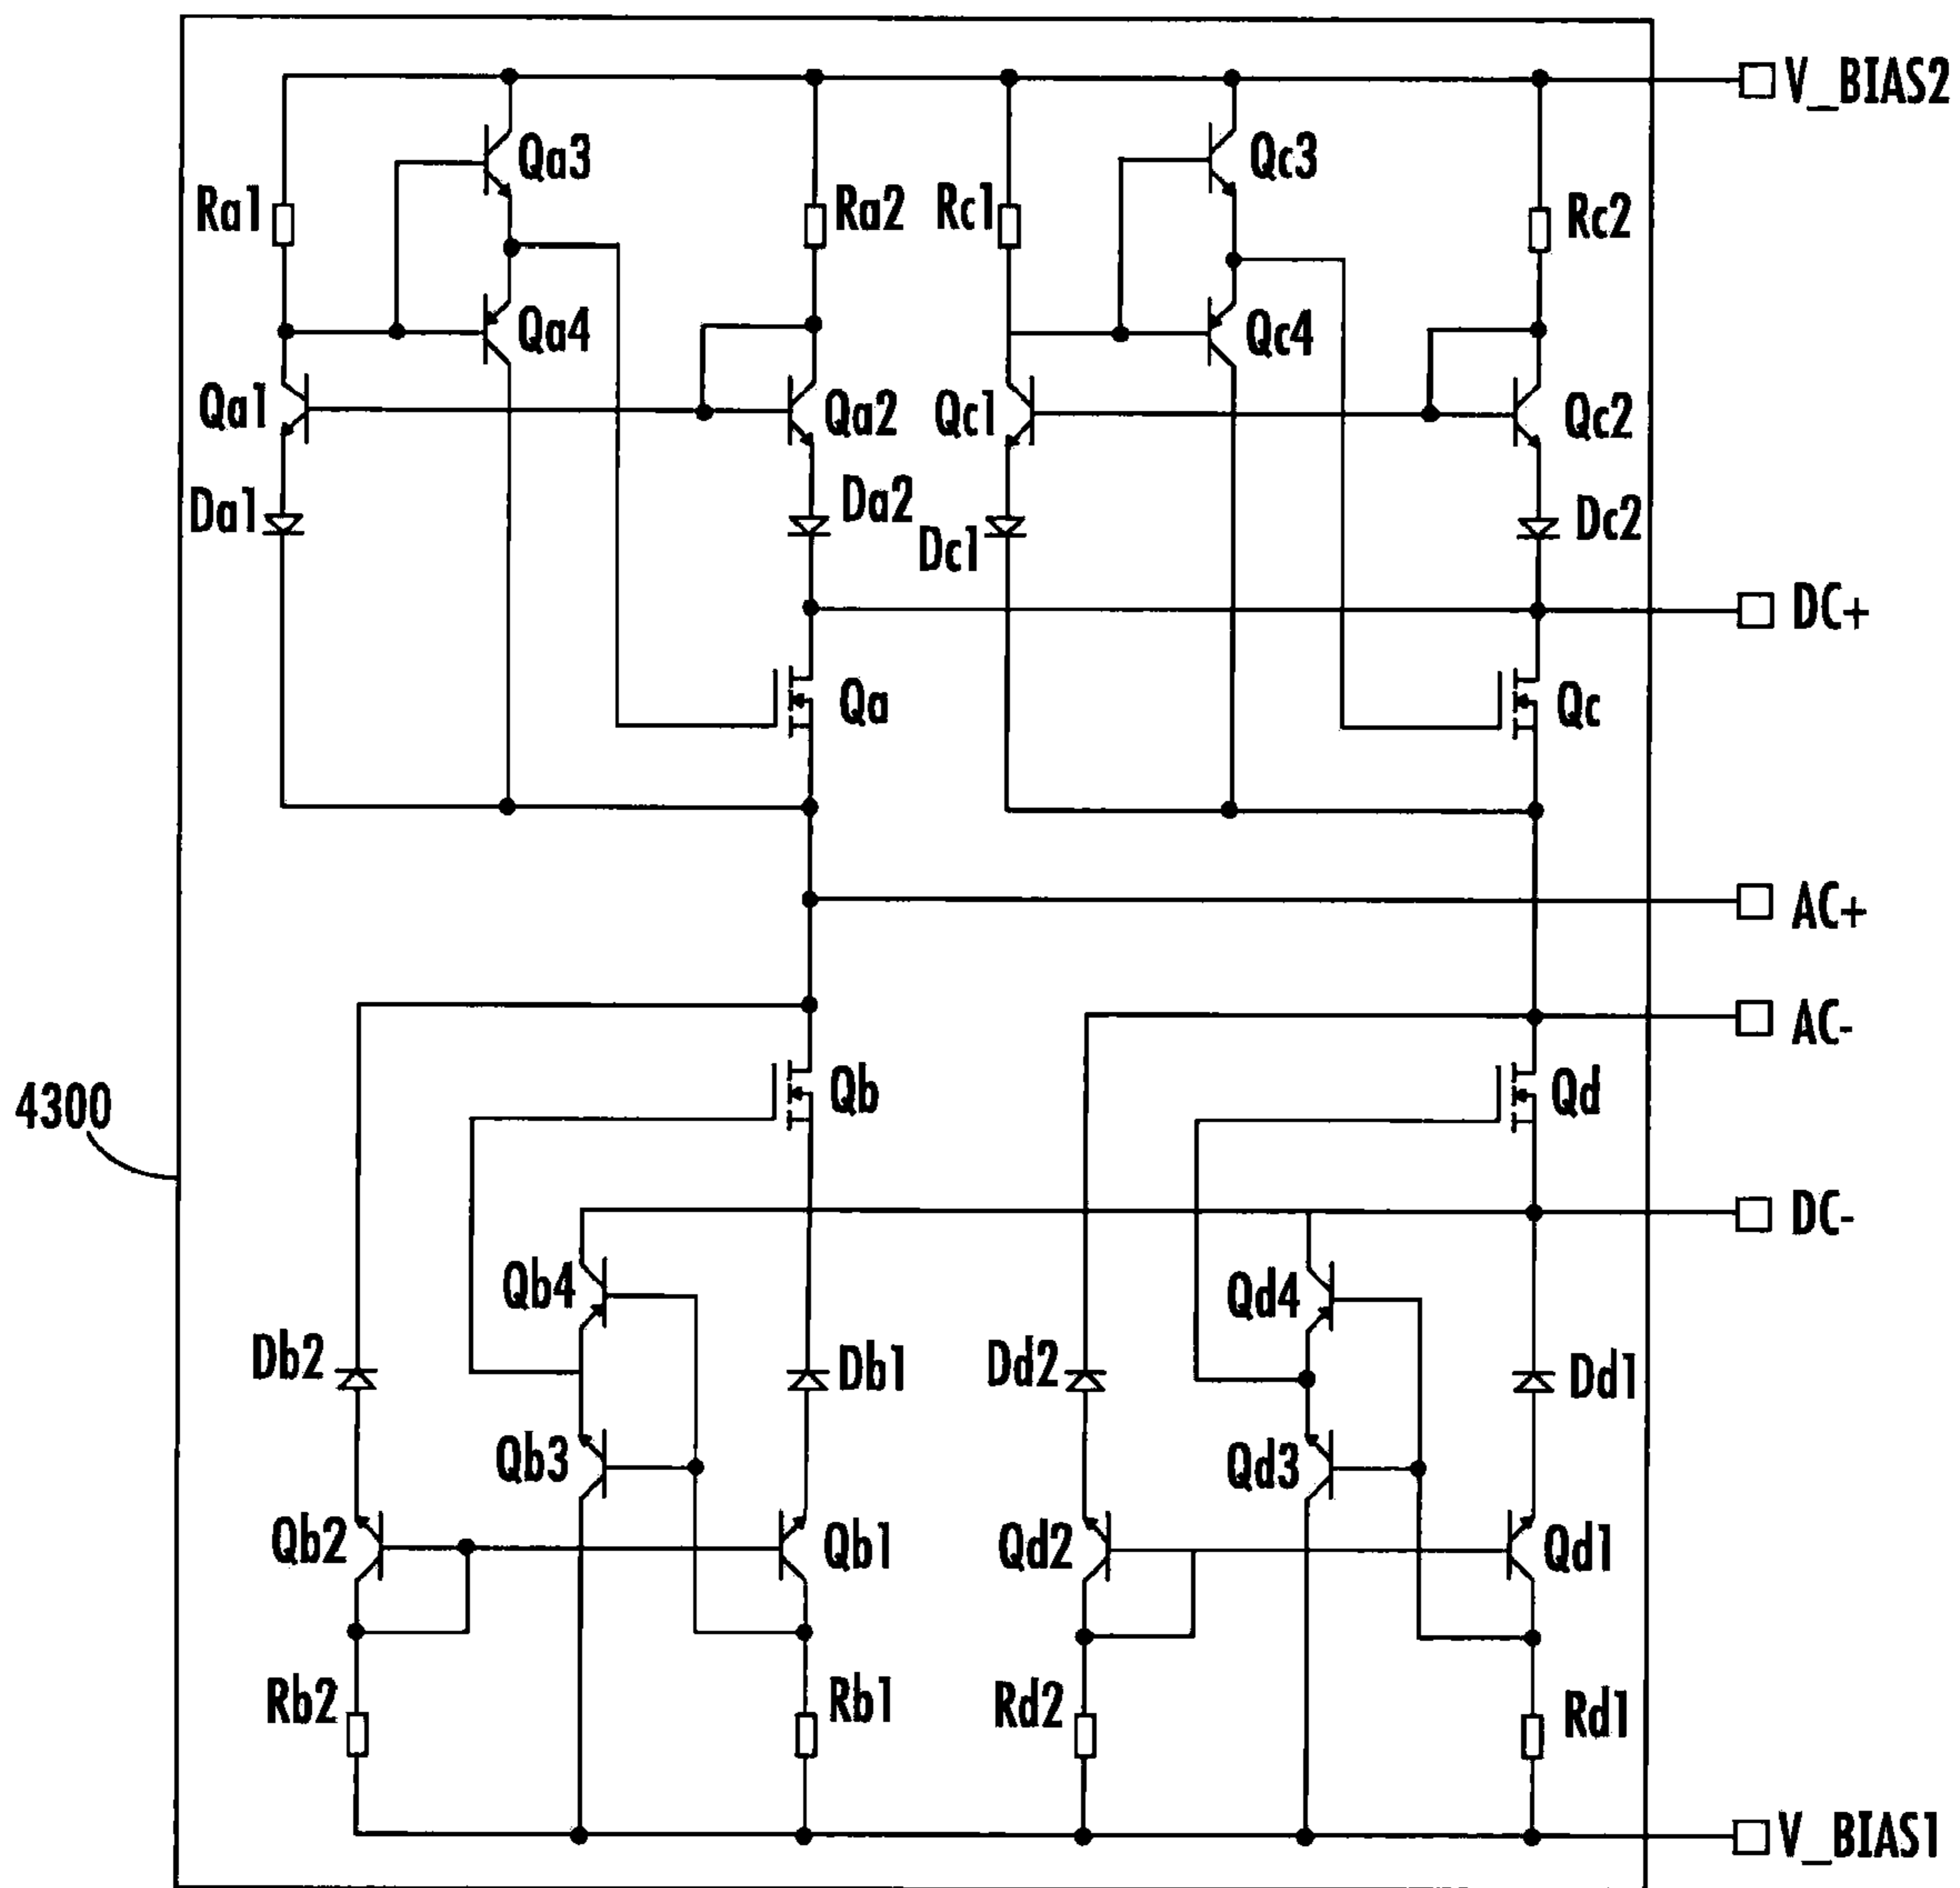 V_BIAS2
Qa3
Qc3
Ra1
Ra2
Rc1
Rc2
Qa4
Qc4
Qa1
Qa2
Qc1
Qc2
Da1
Da2
Dc1
Dc2
DC+
Qa
Qc
AC+
AC-
Qb
Qd
4300
DC-
Qb4
Qd4
Db2
Db1
Dd2
Dd1
Qb3
Qd3
Qb2
Qb1
Qd2
Qd1
Rb2
Rb1
Rd2
Rd1
V_BIAS1